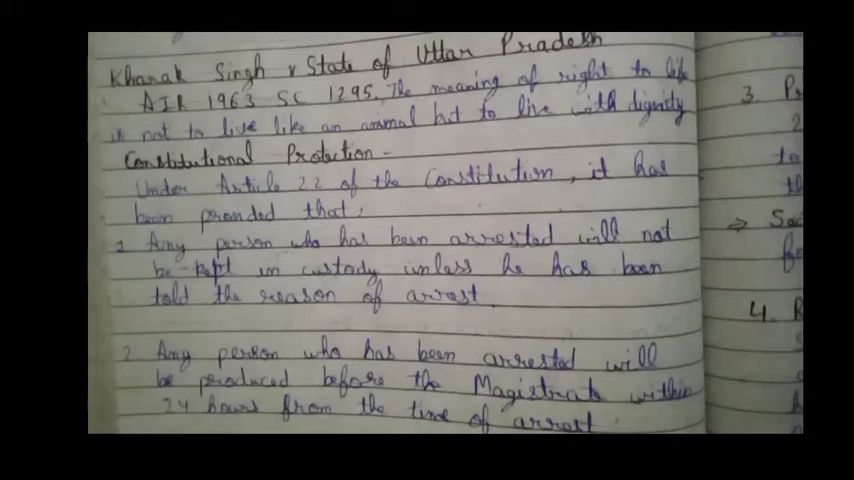 Kharak Singh v State of Uttar Pradesh
AIR 1963 SC 1295. The meaning of right to life
is not to live like an animal but to live with dignity
Constitutional Protection -
Under Article 22 of the Constitution, it has
been provided that:
1 Any person who has been arrested will not
be kept in custody unless he has been
told the reason of arrest
2 Any person who has been arrested will
be produced before the Magistrate within
24 hours from the time of arrest
3.
2
to
⇒
4.